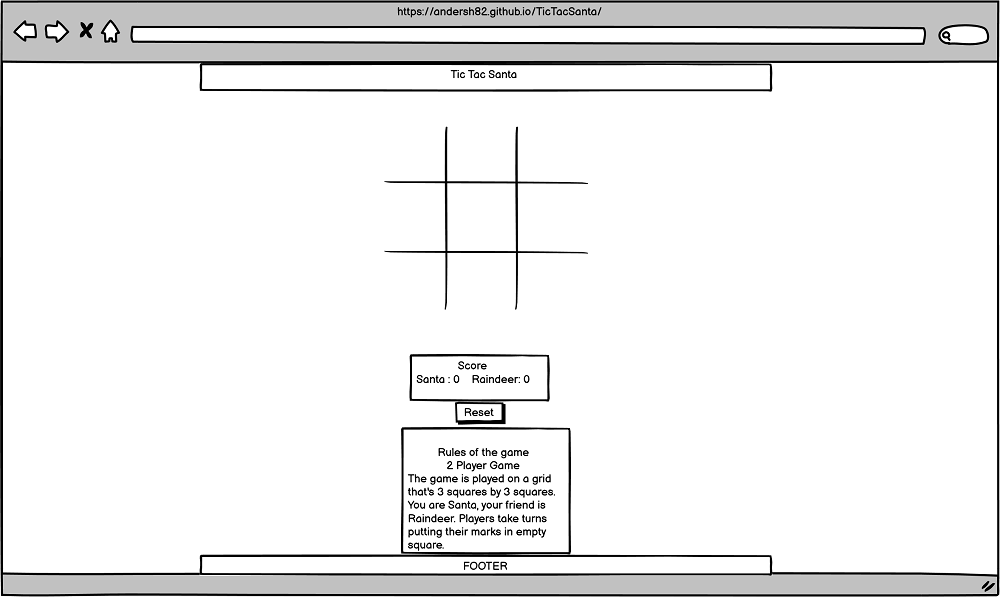 https://andersh82.github.io/TicTacSanta/
Tic Tac Santa
Score
Santa : 0 Raindeer: 0
Reset
Rules of the game
2 Player Game
The game is played on a grid
that's 3 squares by 3 squares.
You are Santa, your friend is
Raindeer. Players take turns
putting their marks in empty
square.
FOOTER